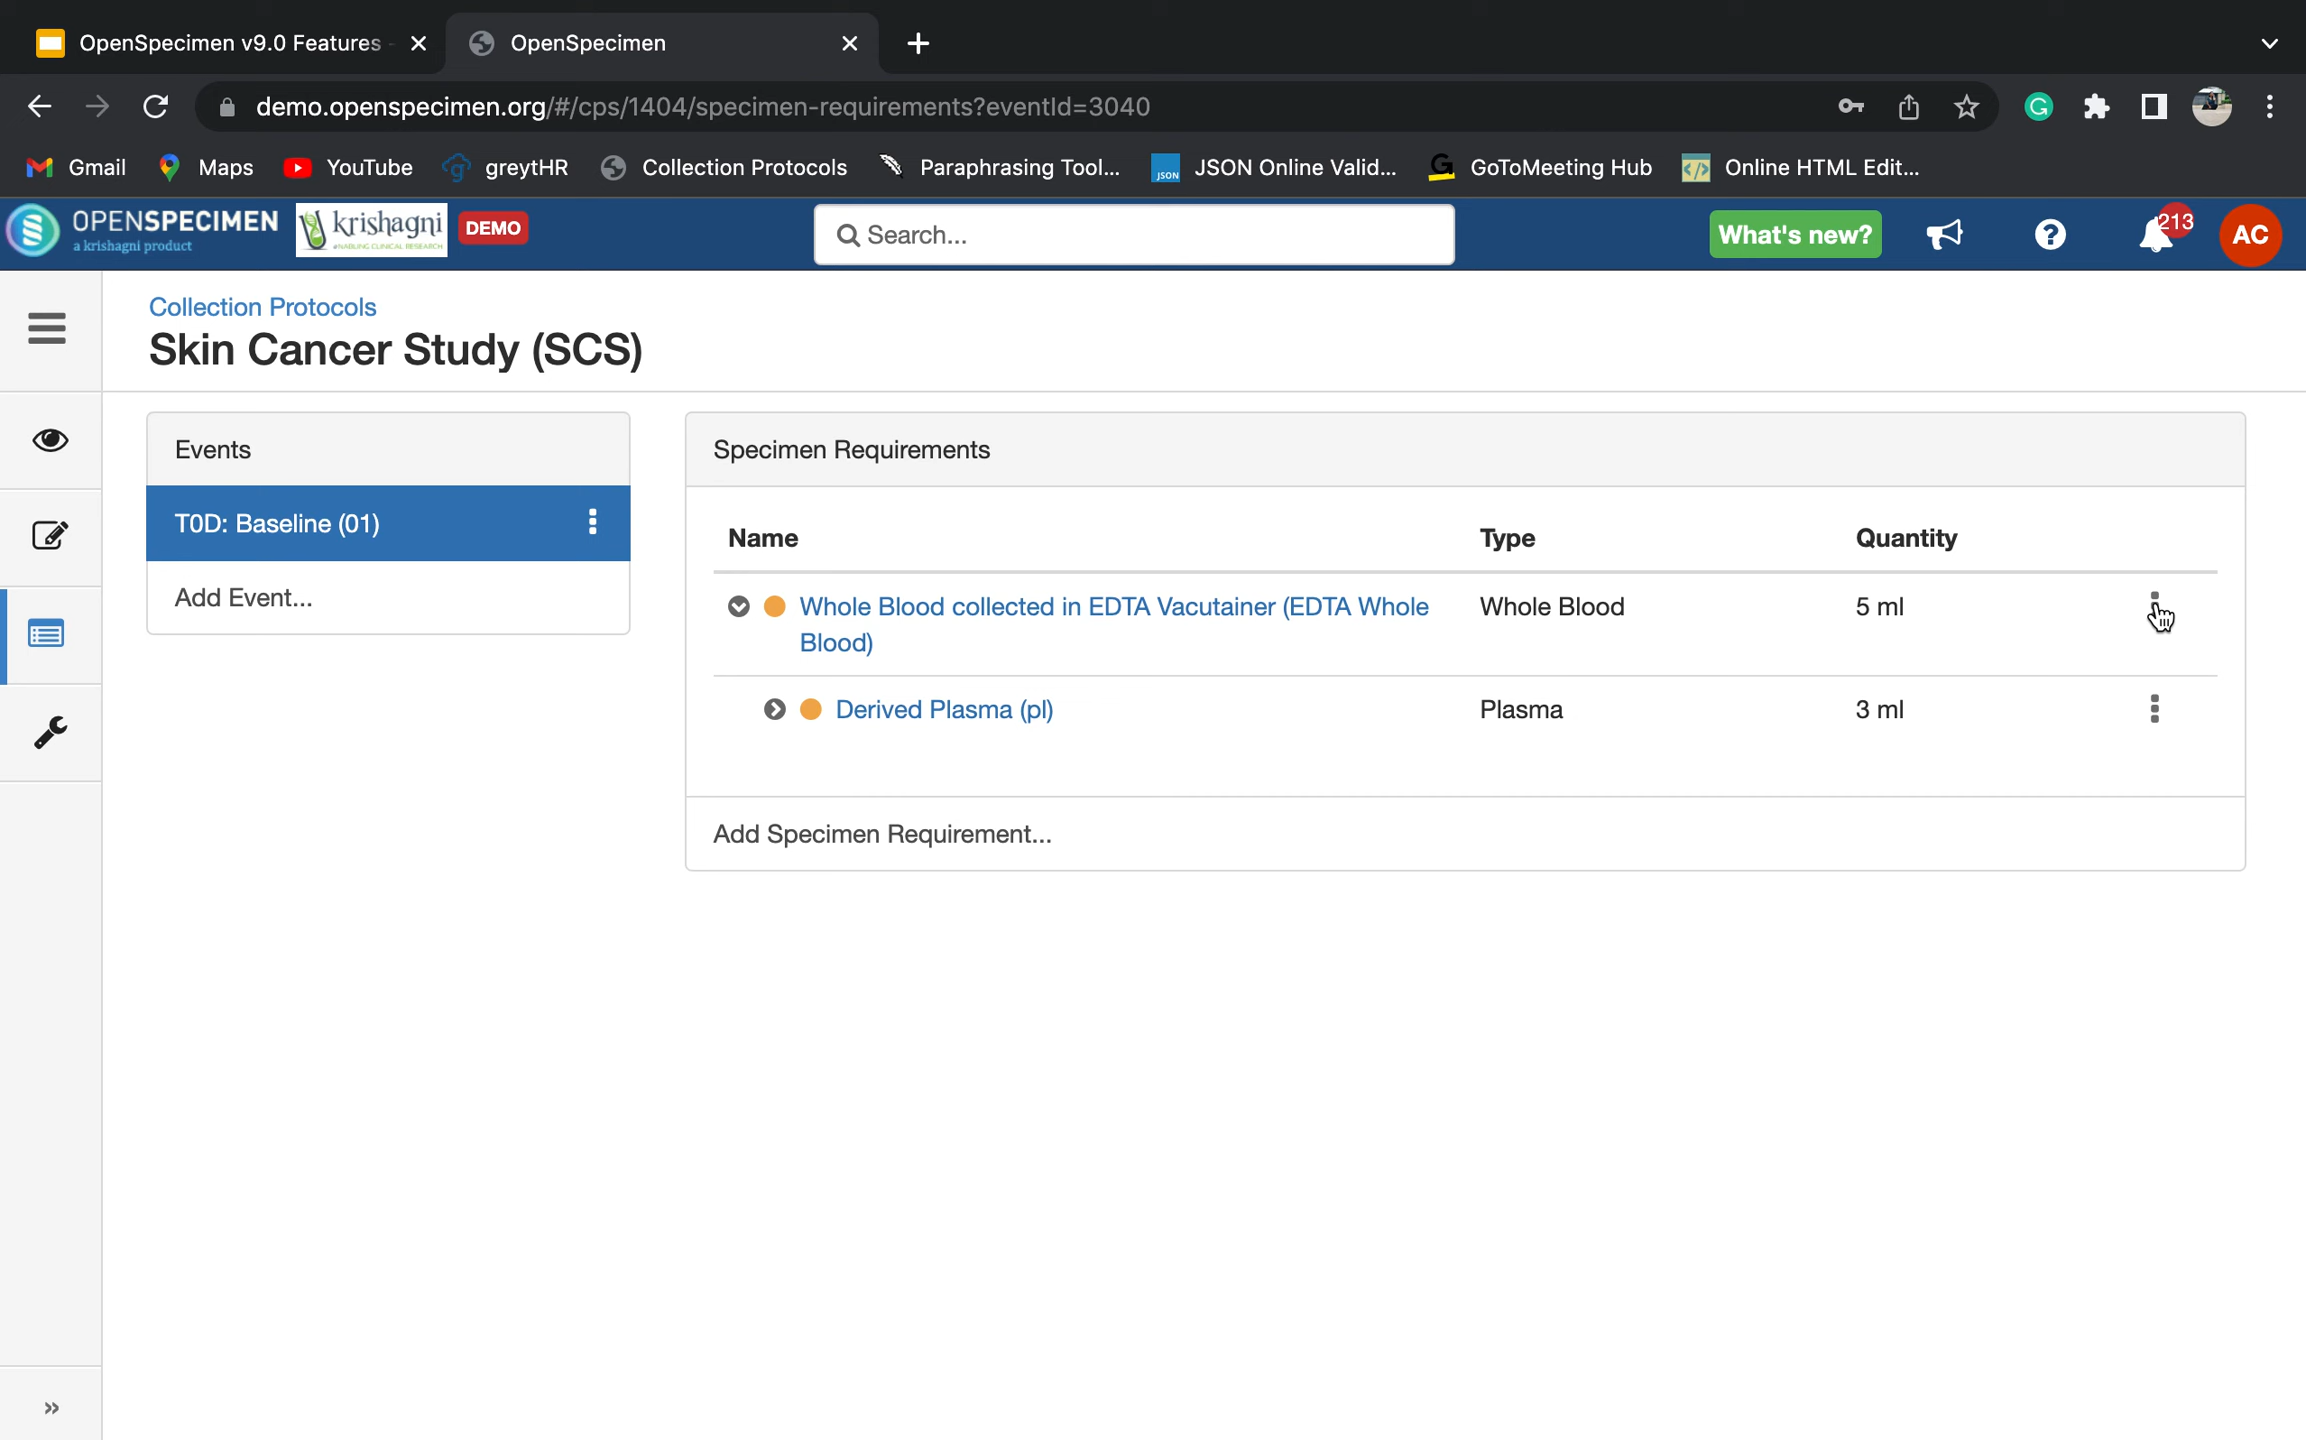 OpenSpecimen v9.0 Features -
OpenSpecimen
demo.openspecimen.org/#/cps/1404/specimen-requirements?eventId=3040
G
Gmail
Maps
YouTube
greytHR
Collection Protocols
Paraphrasing Tool...
JSON
JSON Online Valid...
GoToMeeting Hub
Online HTML Edit...
OPENSPECIMEN
a krishagni product
krishagni
#NABLING CLINICAL RESEARCH
DEMO
Search...
What's new?
213
AC
Collection Protocols
Skin Cancer Study (SCS)
Events
T0D: Baseline (01)
Add Event...
Specimen Requirements
Name Type Quantity
Whole Blood collected in EDTA Vacutainer (EDTA Whole Whole Blood 5 ml
Blood)
Derived Plasma (pl) Plasma 3 ml
Add Specimen Requirement...